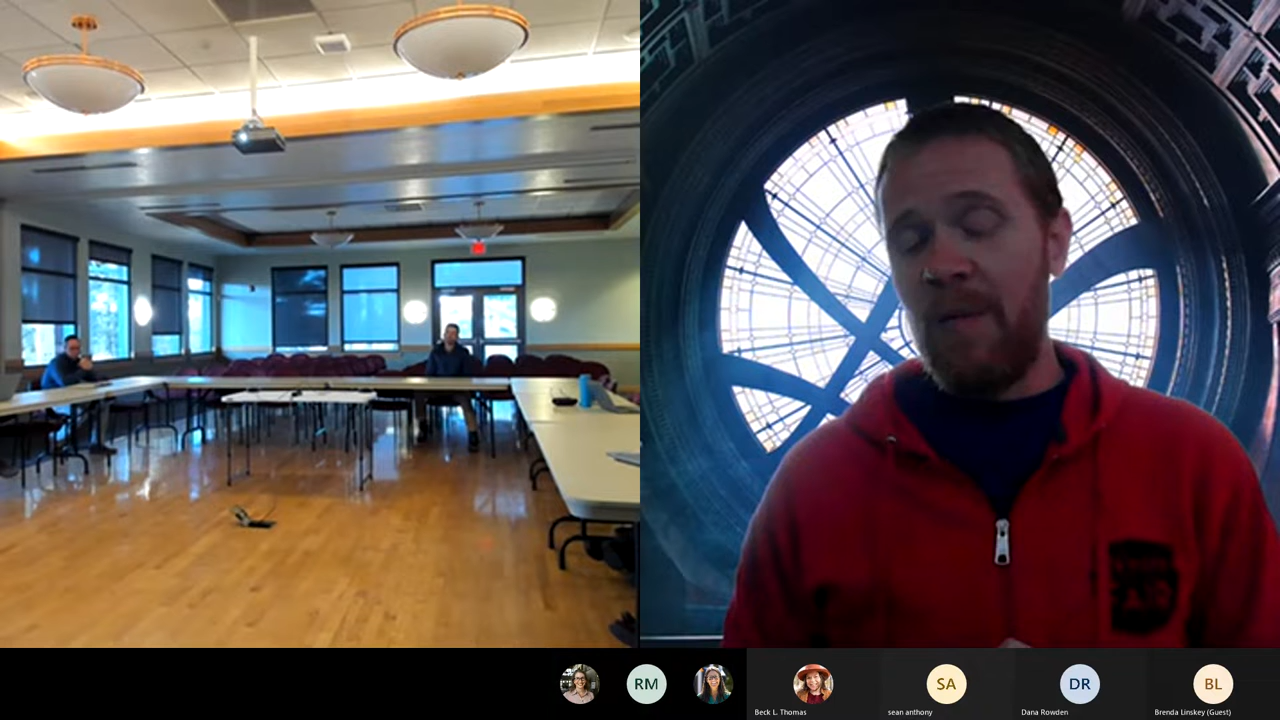 RM
SA
DR
BL
Beck L. Thomas
sean anthony
Dana Rowden
Brenda Linskey (Guest)